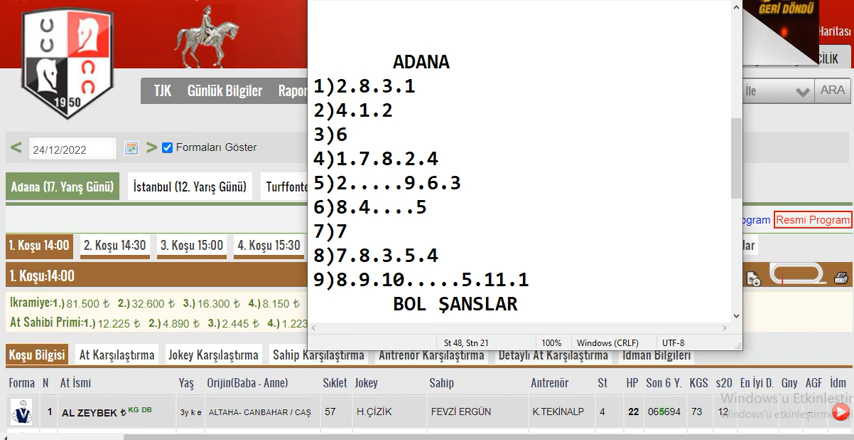 GERİ DÖNDÜ
Haritası
1950
TJK Günlük Bilgiler Rapor
İle ARA
< 24/12/2022 > Formaları Göster
Adana (17. Yarış Günü) İstanbul (12. Yarış Günü) Turffonte
Resmi Program
1. Koşu 14:00 2. Koşu 14:30 3. Koşu 15:00 4. Koşu 15:30
1. Koşu:14:00
İkramiye:1.) 81.500 ₺ 2.) 32.600 ₺ 3.) 16.300 ₺ 4.) 8.150 ₺
At Sahibi Primi:1.) 12.225 ₺ 2.) 4.890 ₺ 3.) 2.445 ₺ 4.) 1.223
ADANA
1)2.8.3.1
2)4.1.2
3)6
4)1.7.8.2.4
5)2.....9.6.3
6)8.4....5
7)7
8)7.8.3.5.4
9)8.9.10.....5.11.1
BOL ŞANSLAR
St 48, Stn 21 100% Windows (CRLF) UTF-8
Koşu Bilgisi At Karşılaştırma Jokey Karşılaştırma Sahip Karşılaştırma Antrenör Karşılaştırma Detaylı At Karşılaştırma İdman Bilgileri
Forma N At İsmi Yaş Orijin(Baba - Anne) Sıklet Jokey Sahip Antrenör St HP Son 6 Y. KGS s20 En İyi D. Gny AGF İdm
1 AL ZEYBEK ₺ KG DB 3y k e ALTAHA- CANBAHAR / CAŞ 57 H.ÇİZİK FEVZİ ERGÜN K.TEKİNALP 4 22 065694 73 12
Windows'u Etkinleştir
Windows'u etkinleştirme